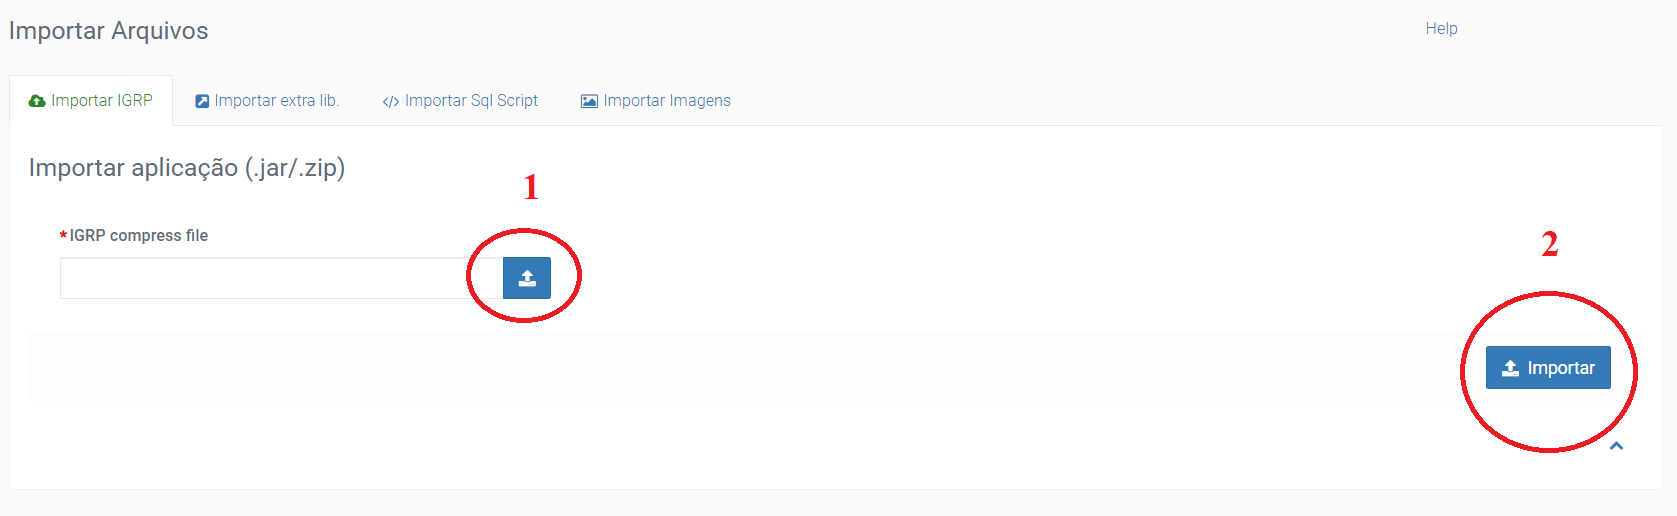 Importar Arquivos
Help
Importar IGRP
Importar extra lib.
</> Importar Sql Script
Importar Imagens
Importar aplicação (.jar/.zip)
1
*IGRP compress file
2
Importar